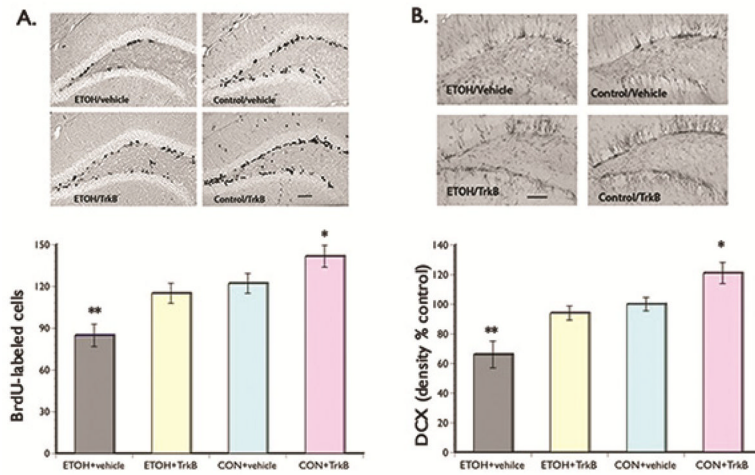 A.
ETOH/vehicle
Control/vehicle
ETOH/TrkB
Control/TrkB
BrdU-labeled cells
150
120
90
60
30
0
**
*
ETOH+vehicle
ETOH+TrkB
CON+vehicle
CON+TrkB
B.
ETOH/Vehicle
Control/Vehicle
ETOH/TrkB
Control/TrkB
DCX (density % control)
140
120
100
80
60
40
20
0
**
*
ETOH+veh​ilce
ETOH+TrkB
CON+vehicle
CON+TrkB